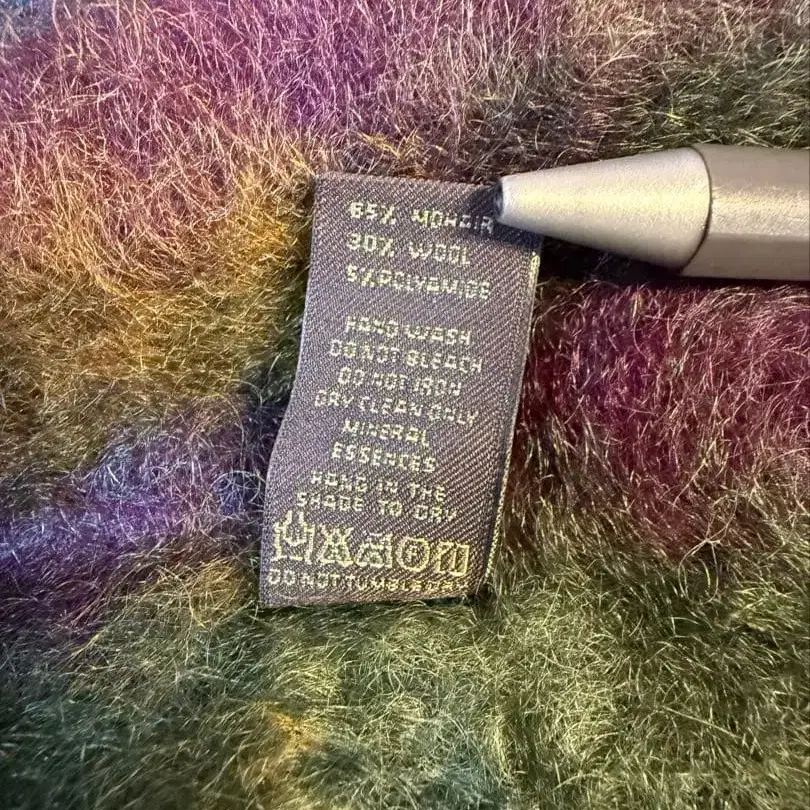 65% MOHAIR
30% WOOL
5%POLYAMIDE
HAND WASH
DO NOT BLEACH
DO NOT IRON
DRY CLEAN ONLY
MINERAL
ESSENCES
HANG IN THE
SHADE TO DRY
DO NOT TUMBLE DRY